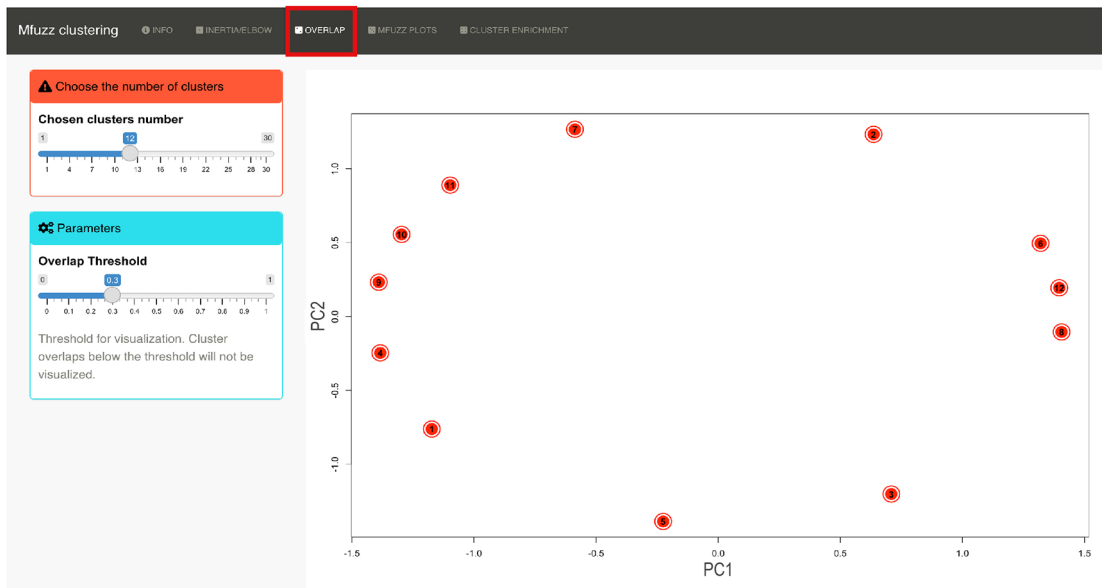 Mfuzz clustering INFO INERTIA/ELBOW OVERLAP MFUZZ PLOTS CLUSTER ENRICHMENT
Choose the number of clusters
Chosen clusters number
1 12 30
1 4 7 10 13 16 19 22 25 28 30
Parameters
Overlap Threshold
0 0.3 1
0 0.1 0.2 0.3 0.4 0.5 0.6 0.7 0.8 0.9 1
Threshold for visualization. Cluster
overlaps below the threshold will not be
visualized.
PC2
1.0
0.5
0.0
-0.5
-1.0
7
2
11
10
6
9
12
8
4
1
3
5
-1.5 -1.0 -0.5 0.0 0.5 1.0 1.5
PC1